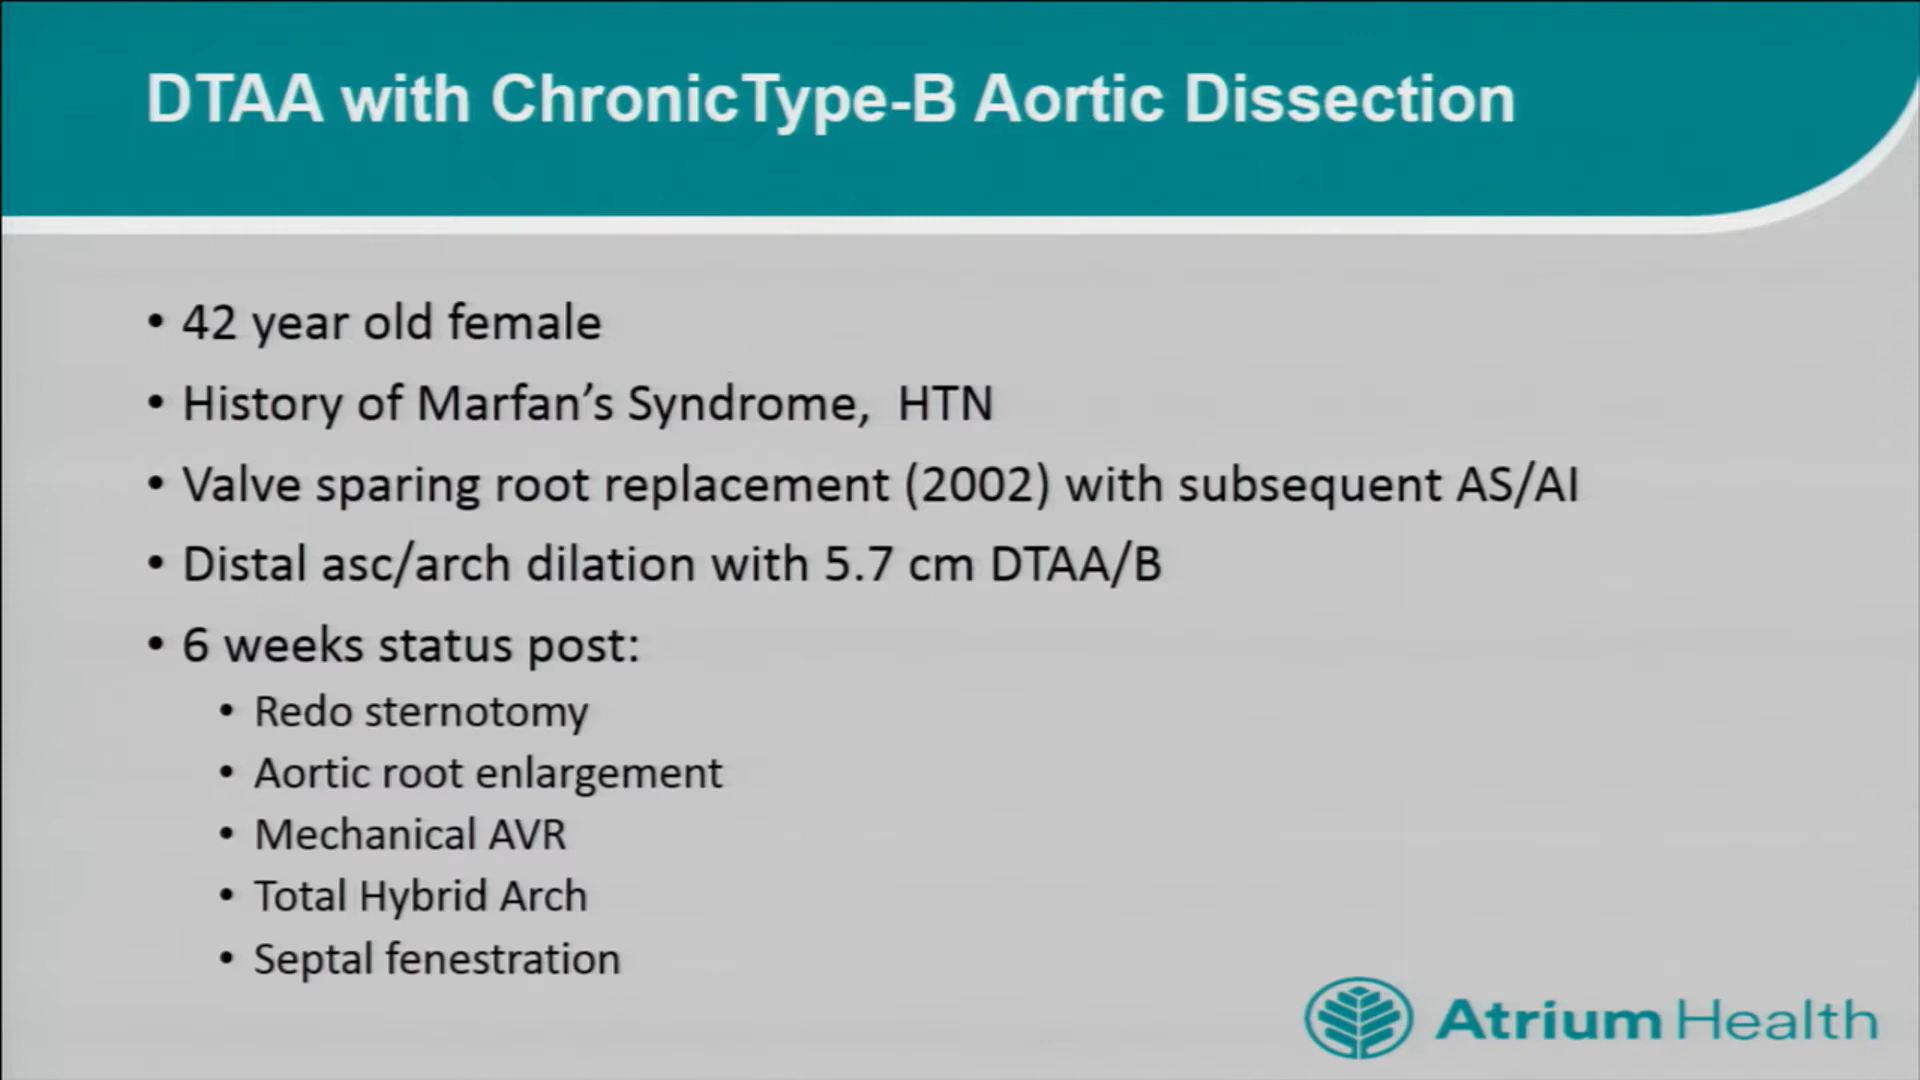 DTAA with ChronicType-B Aortic Dissection
• 42 year old female
• History of Marfan’s Syndrome, HTN
• Valve sparing root replacement (2002) with subsequent AS/AI
• Distal asc/arch dilation with 5.7 cm DTAA/B
• 6 weeks status post:
• Redo sternotomy
• Aortic root enlargement
• Mechanical AVR
• Total Hybrid Arch
• Septal fenestration
Atrium Health